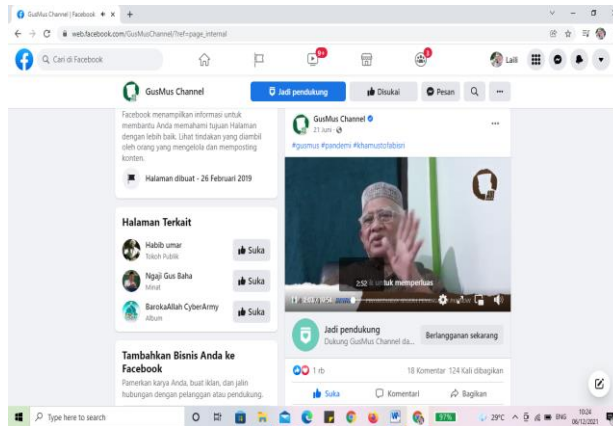 GusMus Channel | Facebook
web.facebook.com/GusMusChannel/?ref=page_internal
Cari di Facebook
9+
Laili
GusMus Channel
Jadi pendukung
Disukai
Pesan
Facebook menampilkan informasi untuk
membantu Anda memahami tujuan Halaman
dengan lebih baik. Lihat tindakan yang diambil
oleh orang yang mengelola dan memposting
konten.
Halaman dibuat - 26 Februari 2019
Halaman Terkait
Habib umar
Tokoh Publik
Suka
Ngaji Gus Baha
Minat
Suka
BarokaAllah CyberArmy
Album
Suka
Tambahkan Bisnis Anda ke
Facebook
Pamerkan karya Anda, buat iklan, dan jalin
hubungan dengan pelanggan atau pendukung.
GusMus Channel
21 Juni
#gusmus #pandemi #khamustofabisri
2:52
k untuk memperluas
Jadi pendukung
Dukung GusMus Channel da...
Berlangganan sekarang
1 rb
18 Komentar 124 Kali dibagikan
Suka
Komentari
Bagikan
Type here to search
97%
29°C
ENG
10:24
06/12/2021